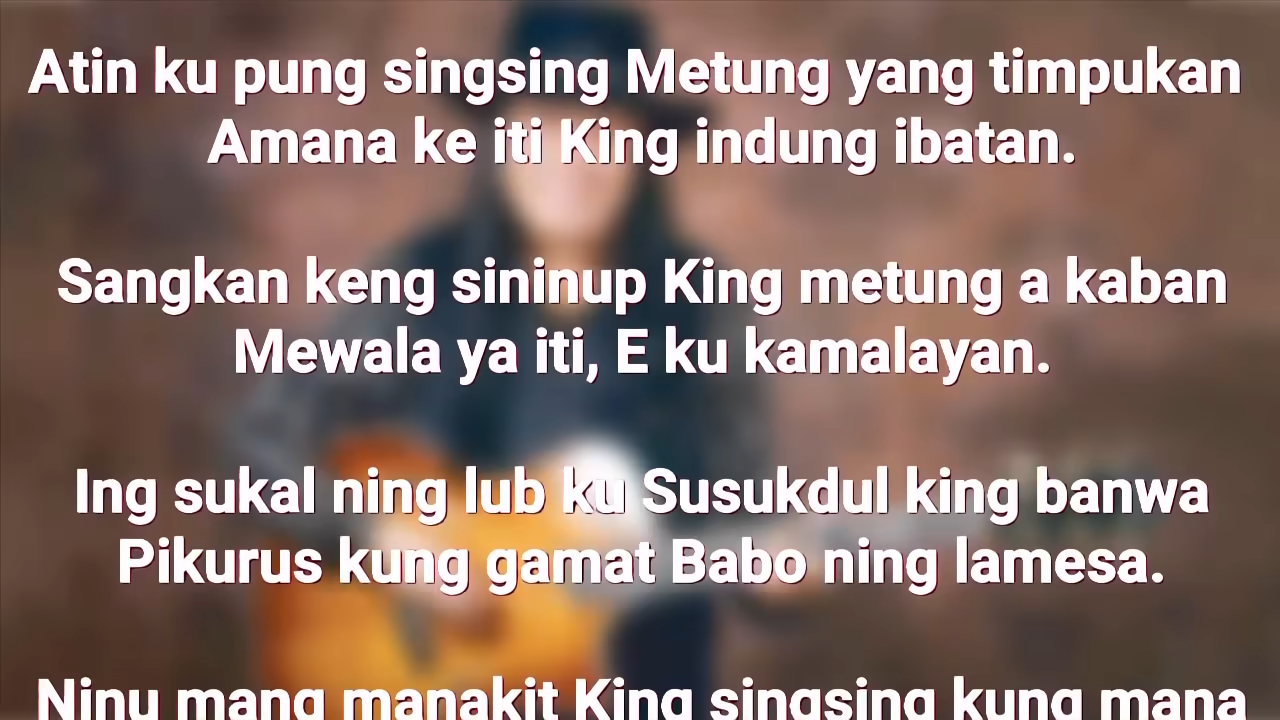 Atin ku pung singsing Metung yang timpukan
Amana ke iti King indung ibatan.
Sangkan keng sininup King metung a kaban
Mewala ya iti, E ku kamalayan.
Ing sukal ning lub ku Susukdul king banwa
Pikurus kung gamat Babo ning lamesa.
Ninu mang manakit King singsing kung mana